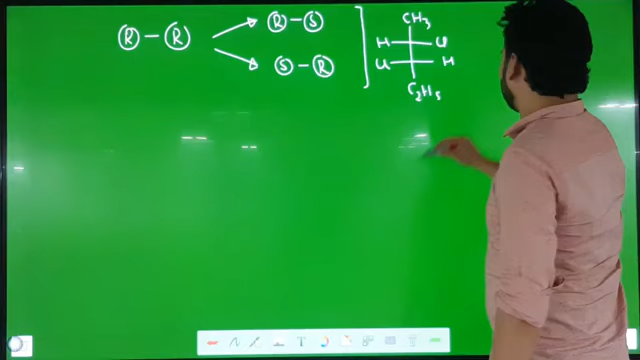 R – R
R – S
S – R
CH₃
H Cl
Cl H
C₂H₅